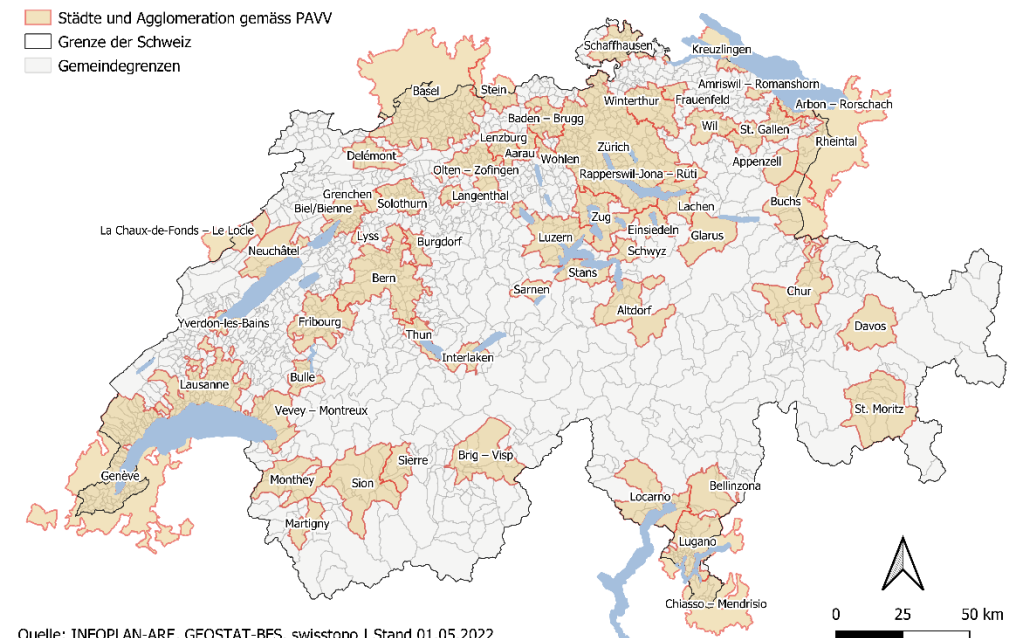 Städte und Agglomeration gemäss PAVV
Grenze der Schweiz
Gemeindegrenzen
Schaffhausen
Kreuzlingen
Basel
Stein
Amriswil – Romanshorn
Winterthur
Frauenfeld
Arbon – Rorschach
Baden – Brugg
Wil
St. Gallen
Lenzburg
Rheintal
Zürich
Delémont
Aarau
Wohlen
Appenzell
Olten – Zofingen
Rapperswil-Jona – Rüti
Grenchen
Langenthal
Solothurn
Buchs
Biel/Bienne
Lachen
Zug
La Chaux-de-Fonds – Le Locle
Einsiedeln
Lyss
Burgdorf
Luzern
Glarus
Neuchâtel
Schwyz
Stans
Bern
Sarnen
Chur
Altdorf
Yverdon-les-Bains
Fribourg
Davos
Thun
Interlaken
Bulle
Lausanne
Vevey – Montreux
St. Moritz
Brig – Visp
Sierre
Genève
Monthey
Sion
Bellinzona
Locarno
Martigny
Lugano
Chiasso – Mendrisio
0 25 50 km
Quelle: INFOPLAN-ARE, GEOSTAT-BFS, swisstopo | Stand 01.05.2022